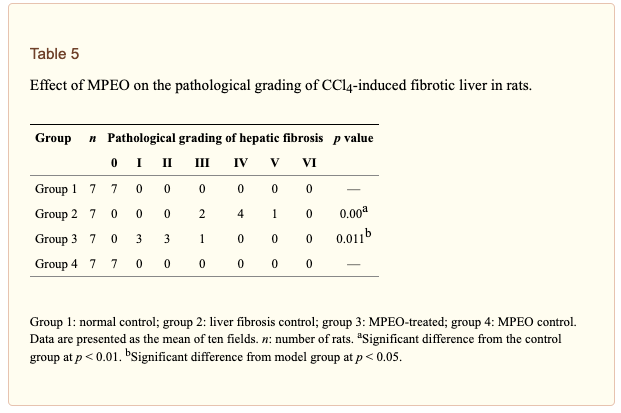 Table 5
Effect of MPEO on the pathological grading of CCl4-induced fibrotic liver in rats.
Group n Pathological grading of hepatic fibrosis p value
0 I II III IV V VI
Group 1 7 7 0 0 0 0 0 0 —
Group 2 7 0 0 0 2 4 1 0 0.00a
Group 3 7 0 3 3 1 0 0 0 0.011b
Group 4 7 7 0 0 0 0 0 0 —
Group 1: normal control; group 2: liver fibrosis control; group 3: MPEO-treated; group 4: MPEO control.
Data are presented as the mean of ten fields. n: number of rats. aSignificant difference from the control
group at p < 0.01. bSignificant difference from model group at p < 0.05.